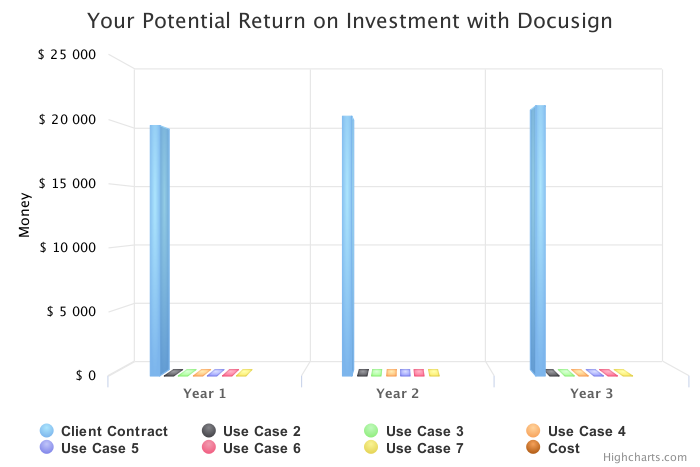 Your Potential Return on Investment with Docusign
$ 25 000
$ 20 000
$ 15 000
$ 10 000
$ 5 000
$ 0
Money
Year 1 Year 2 Year 3
Client Contract Use Case 2 Use Case 3 Use Case 4
Use Case 5 Use Case 6 Use Case 7 Cost
Highcharts.com